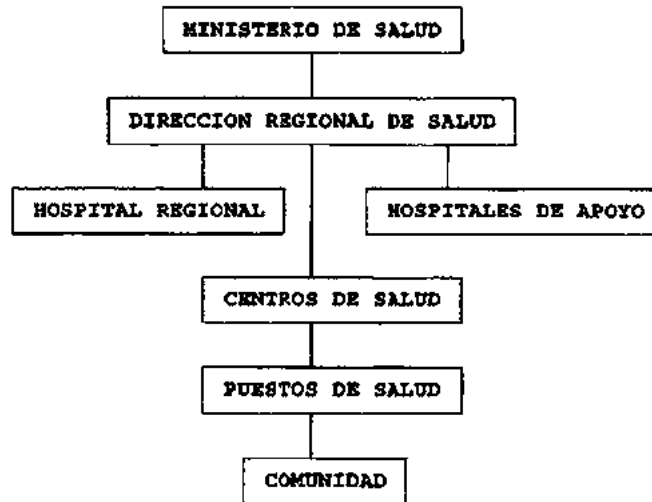 MINISTERIO DE SALUD
DIRECCION REGIONAL DE SALUD
HOSPITAL REGIONAL
HOSPITALES DE APOYO
CENTROS DE SALUD
PUESTOS DE SALUD
COMUNIDAD